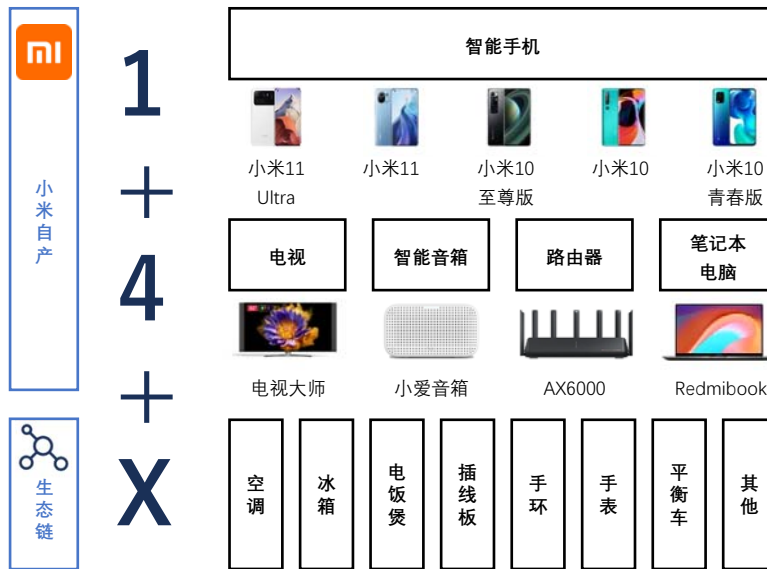 智能手机
小米11
Ultra
小米11
小米10
至尊版
小米10
小米10
青春版
小米自产
1
+
4
+
X
电视
智能音箱
路由器
笔记本
电脑
电视大师
小爱音箱
AX6000
Redmibook
生态链
空调
冰箱
电饭煲
插线板
手环
手表
平衡车
其他